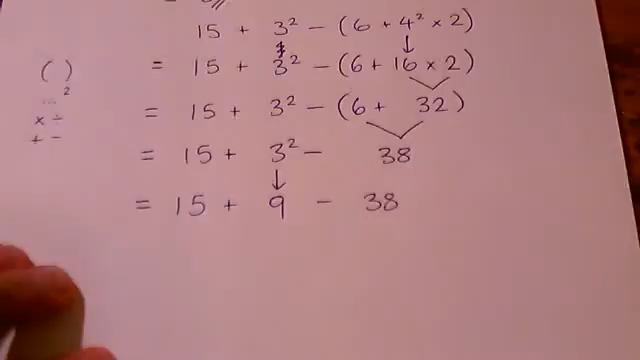 15 + 3² − (6 + 4² × 2)
= 15 + 3² − (6 + 16 × 2)
= 15 + 3² − (6 + 32)
= 15 + 3² − 38
= 15 + 9 − 38
( )
2
× ÷
+ −